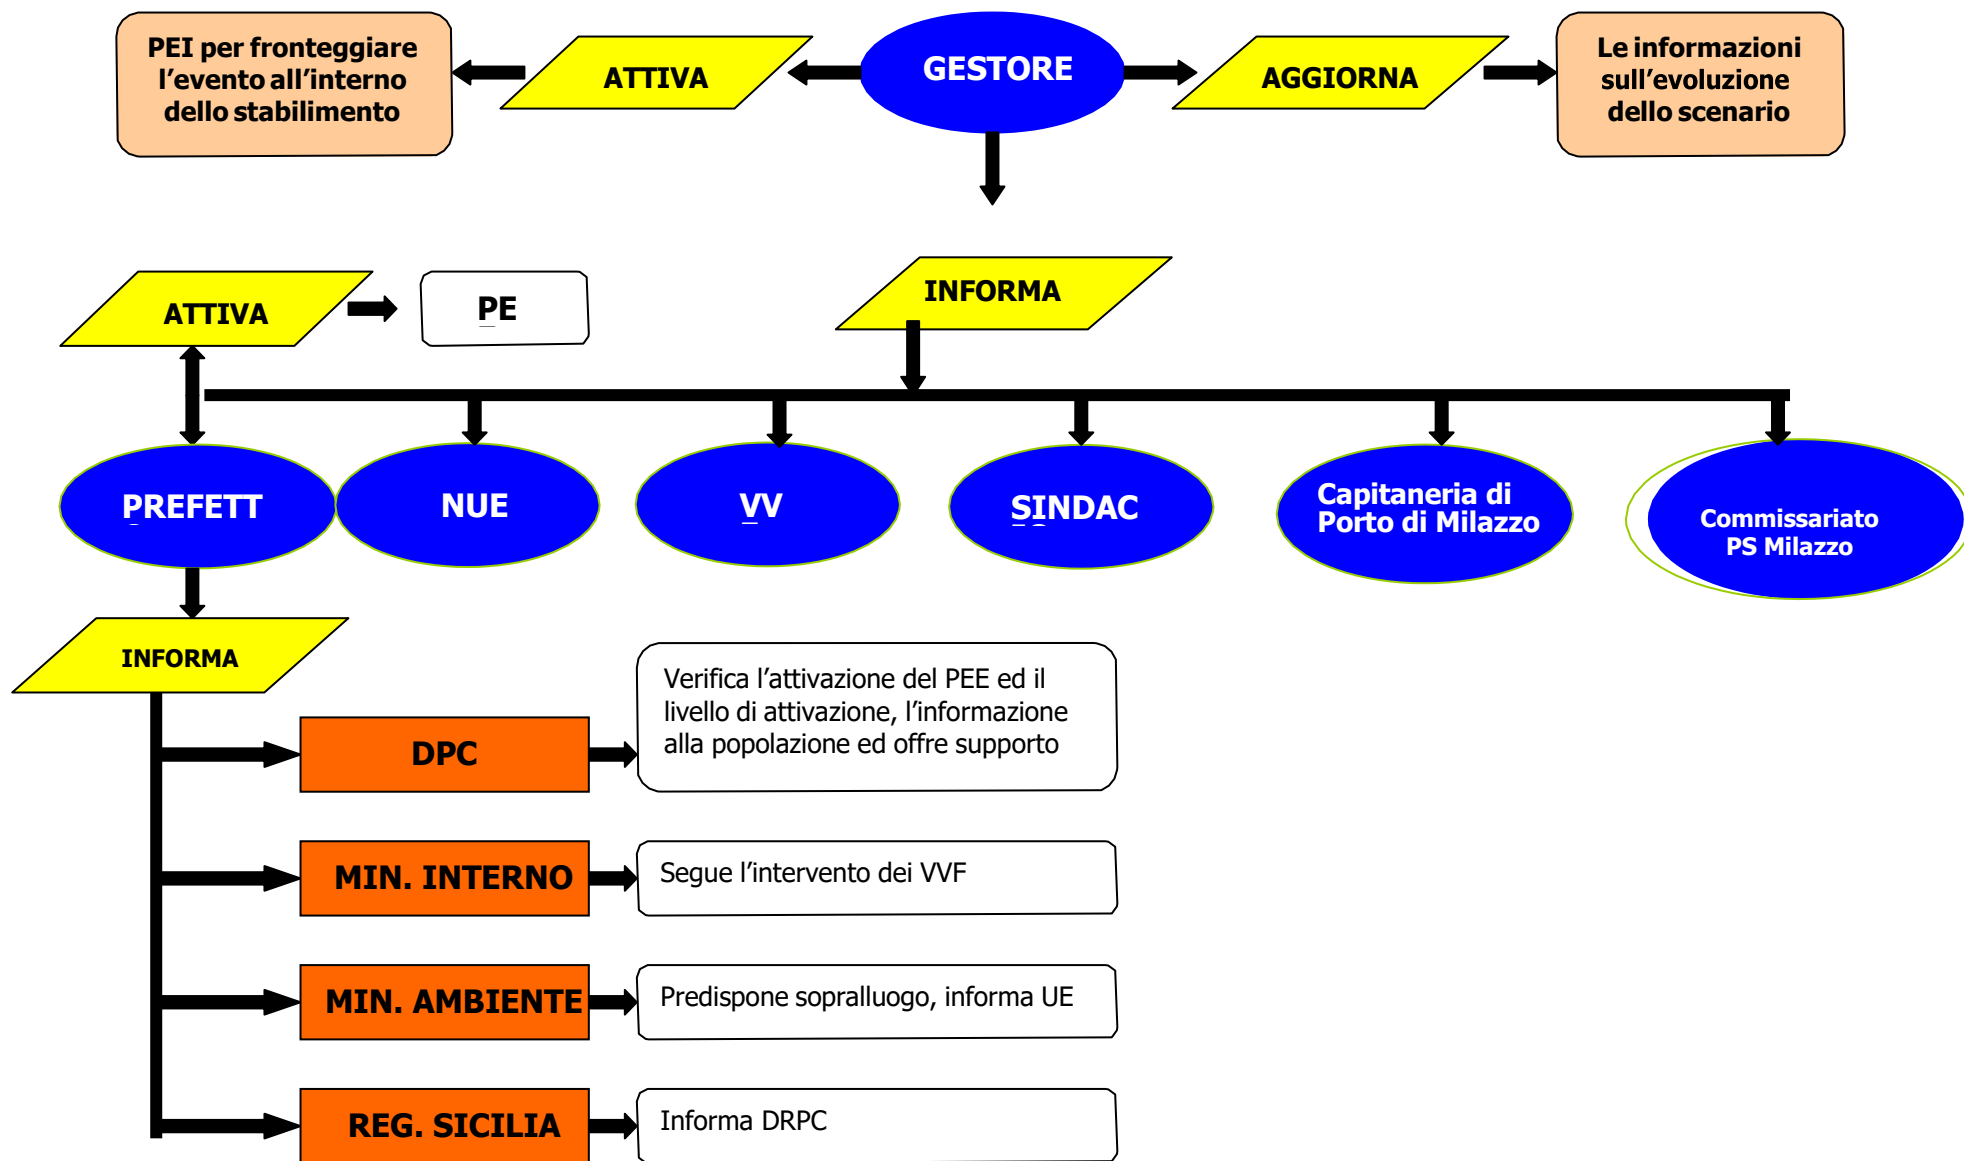 PEI per fronteggiare
l’evento all’interno
dello stabilimento
ATTIVA
GESTORE
AGGIORNA
Le informazioni
sull’evoluzione
dello scenario
ATTIVA
PE
INFORMA
PREFETT
NUE
VV
SINDAC
Capitaneria di
Porto di Milazzo
Commissariato
PS Milazzo
INFORMA
Verifica l’attivazione del PEE ed il
livello di attivazione, l’informazione
alla popolazione ed offre supporto
DPC
MIN. INTERNO
Segue l’intervento dei VVF
MIN. AMBIENTE
Predispone sopralluogo, informa UE
REG. SICILIA
Informa DRPC